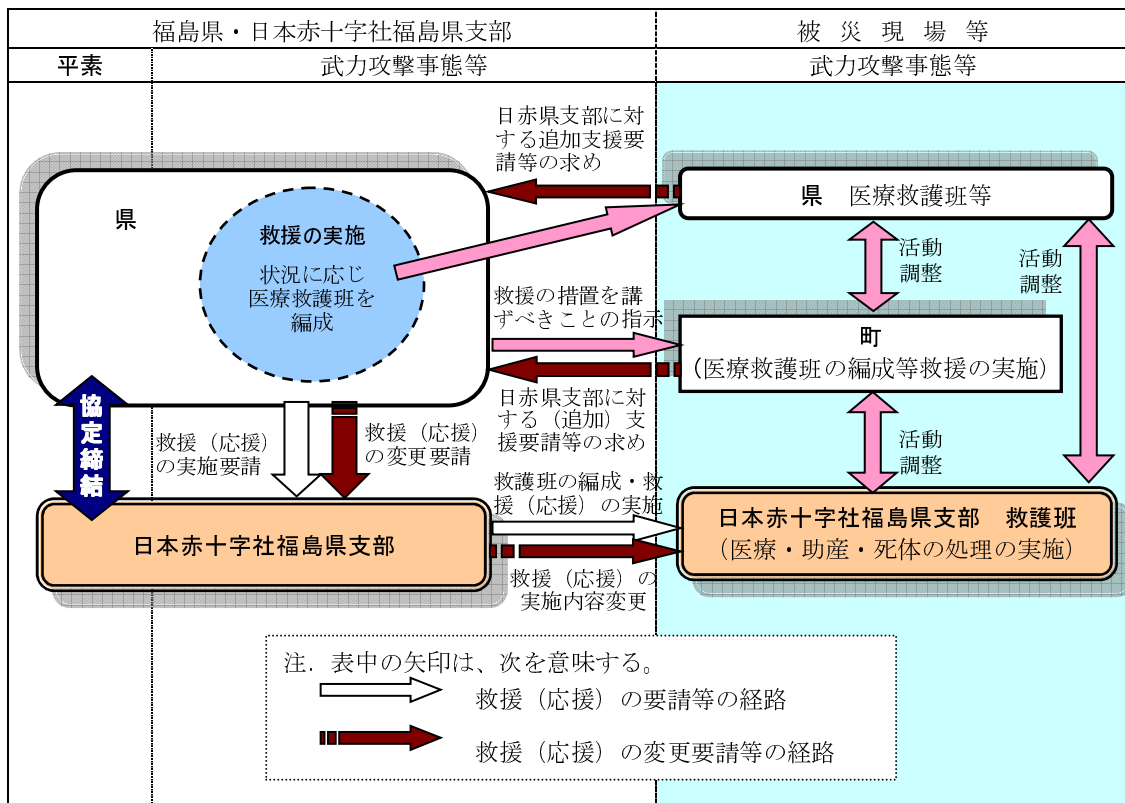 福島県・日本赤十字社福島県支部
被災現場等
平素
武力攻撃事態等
武力攻撃事態等
日赤県支部に対
する追加支援要
請等の求め
県
救援の実施
状況に応じ
医療救護班を
編成
県　医療救護班等
活動
調整
活動
調整
救援の措置を講
ずべきことの指示
町
(医療救護班の編成等救援の実施)
協定締結
救援（応援）
の実施要請
救援（応援）
の変更要請
日赤県支部に対
する（追加）支
援要請等の求め
活動
調整
救護班の編成・救
援（応援）の実施
日本赤十字社福島県支部
日本赤十字社福島県支部　救護班
(医療・助産・死体の処理の実施)
救援（応援）の
実施内容変更
注．表中の矢印は、次を意味する。
救援（応援）の要請等の経路
救援（応援）の変更要請等の経路